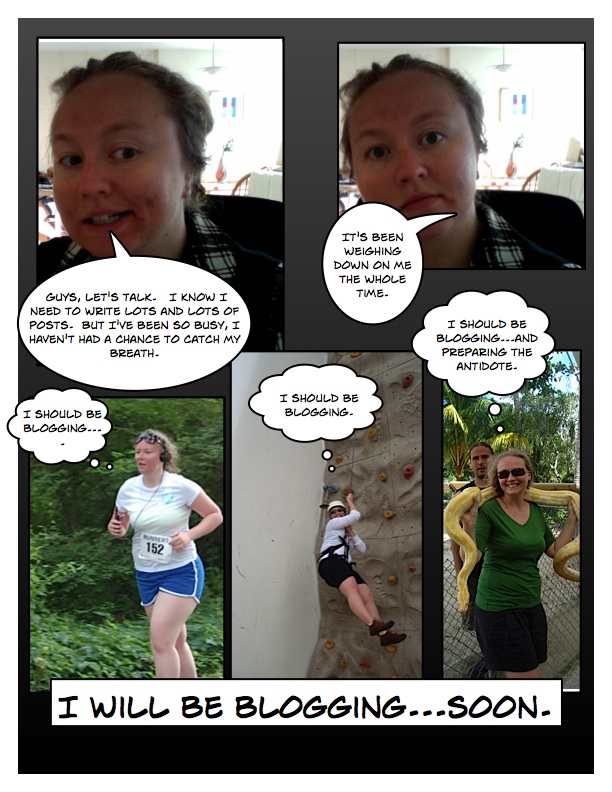 GUYS, LET'S TALK. I KNOW I
NEED TO WRITE LOTS AND LOTS OF
POSTS. BUT I'VE BEEN SO BUSY, I
HAVEN'T HAD A CHANCE TO CATCH MY
BREATH.
IT'S BEEN
WEIGHING
DOWN ON ME
THE WHOLE
TIME.
I SHOULD BE
BLOGGING---
-
I SHOULD BE
BLOGGING.
I SHOULD BE
BLOGGING---AND
PREPARING THE
ANTIDOTE.
RUNNERS
152
I WILL BE BLOGGING---SOON.